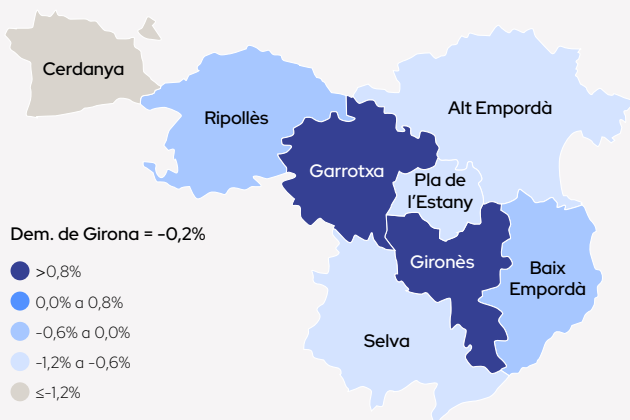 Cerdanya
Ripollès
Alt Empordà
Garrotxa
Pla de
l'Estany
Gironès
Baix
Empordà
Selva
Dem. de Girona = -0,2%
>0,8%
0,0% a 0,8%
-0,6% a 0,0%
-1,2% a -0,6%
≤-1,2%